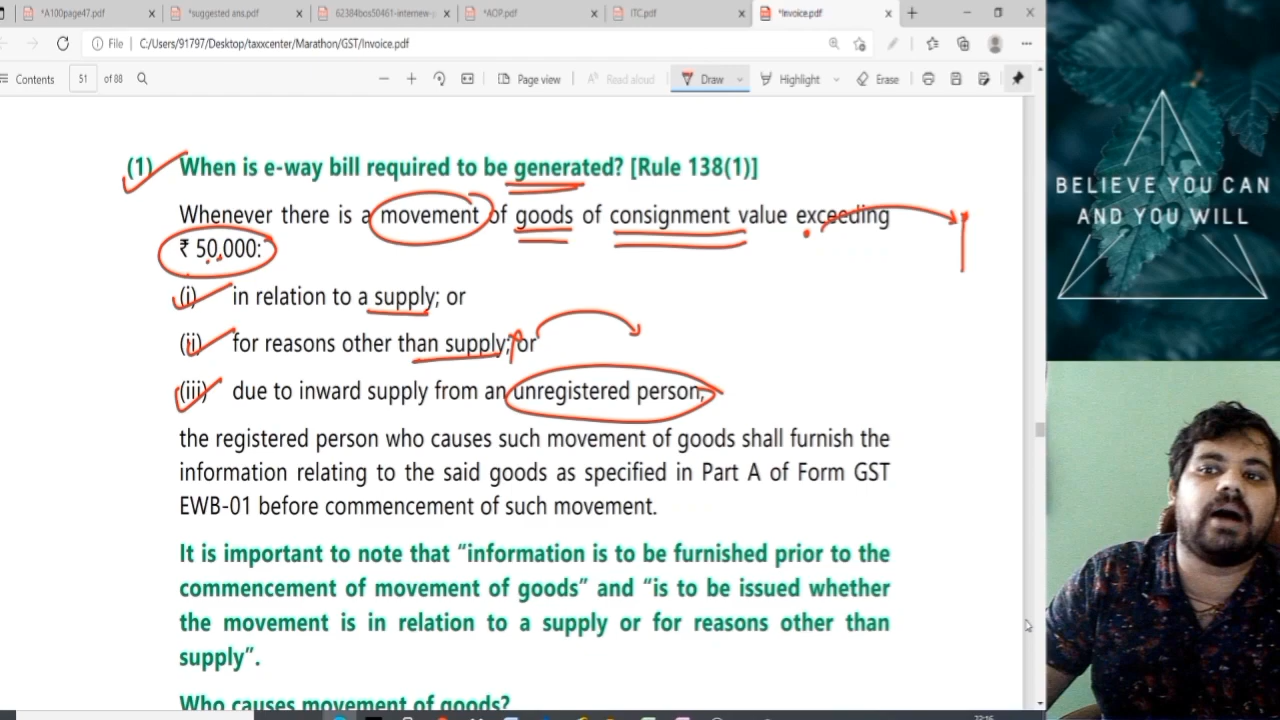 *A100page47.pdf
*suggested ans.pdf
62384bos50461-internew-
*AOP.pdf
ITC.pdf
*Invoice.pdf
File
C:/Users/91797/Desktop/taxxcenter/Marathon/GST/Invoice.pdf
Contents
51
of 88
Page view
Read aloud
Draw
Highlight
Erase
(1) When is e-way bill required to be generated? [Rule 138(1)]
Whenever there is a movement of goods of consignment value exceeding
₹ 50,000:
(i) in relation to a supply; or
(ii) for reasons other than supply; or
(iii) due to inward supply from an unregistered person,
the registered person who causes such movement of goods shall furnish the
information relating to the said goods as specified in Part A of Form GST
EWB-01 before commencement of such movement.
It is important to note that “information is to be furnished prior to the
commencement of movement of goods” and “is to be issued whether
the movement is in relation to a supply or for reasons other than
supply”.
Who causes movement of goods?
BELIEVE YOU CAN
AND YOU WILL